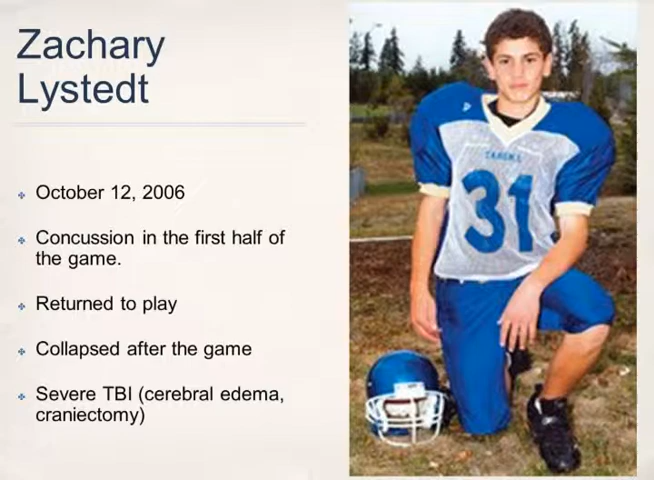 Zachary
Lystedt
October 12, 2006
Concussion in the first half of
the game.
Returned to play
Collapsed after the game
Severe TBI (cerebral edema,
craniectomy)
TAHOMA
31